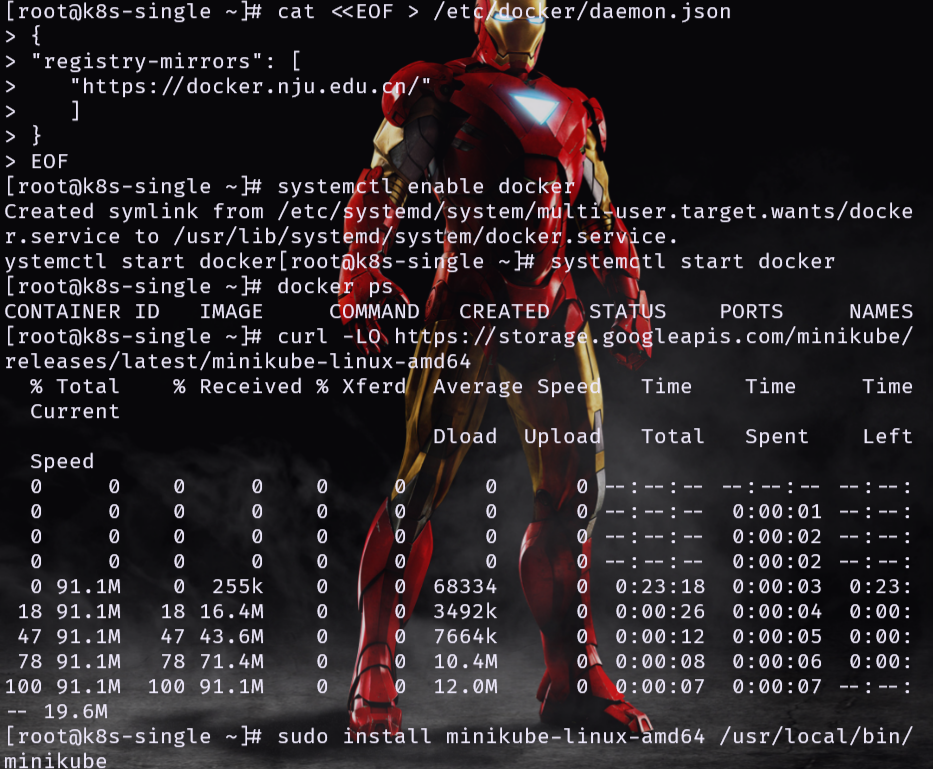 [root@k8s-single ~]# cat <<EOF > /etc/docker/daemon.json
> {
> "registry-mirrors": [
>    "https://docker.nju.edu.cn/"
>    ]
> }
> EOF
[root@k8s-single ~]# systemctl enable docker
Created symlink from /etc/systemd/system/multi-user.target.wants/docke
r.service to /usr/lib/systemd/system/docker.service.
ystemctl start docker[root@k8s-single ~]# systemctl start docker
[root@k8s-single ~]# docker ps
CONTAINER ID   IMAGE     COMMAND   CREATED   STATUS    PORTS     NAMES
[root@k8s-single ~]# curl -LO https://storage.googleapis.com/minikube/
releases/latest/minikube-linux-amd64
  % Total    % Received % Xferd  Average Speed   Time    Time     Time
  Current
                                 Dload  Upload   Total   Spent    Left
  Speed
  0     0    0     0    0     0      0      0 --:--:-- --:--:-- --:--:
  0     0    0     0    0     0      0      0 --:--:--  0:00:01 --:--:
  0     0    0     0    0     0      0      0 --:--:--  0:00:02 --:--:
  0     0    0     0    0     0      0      0 --:--:--  0:00:02 --:--:
  0 91.1M    0  255k    0     0  68334      0  0:23:18  0:00:03  0:23:
 18 91.1M   18 16.4M    0     0  3492k      0  0:00:26  0:00:04  0:00:
 47 91.1M   47 43.6M    0     0  7664k      0  0:00:12  0:00:05  0:00:
 78 91.1M   78 71.4M    0     0  10.4M      0  0:00:08  0:00:06  0:00:
100 91.1M  100 91.1M    0     0  12.0M      0  0:00:07  0:00:07 --:--:
-- 19.6M
[root@k8s-single ~]# sudo install minikube-linux-amd64 /usr/local/bin/
minikube